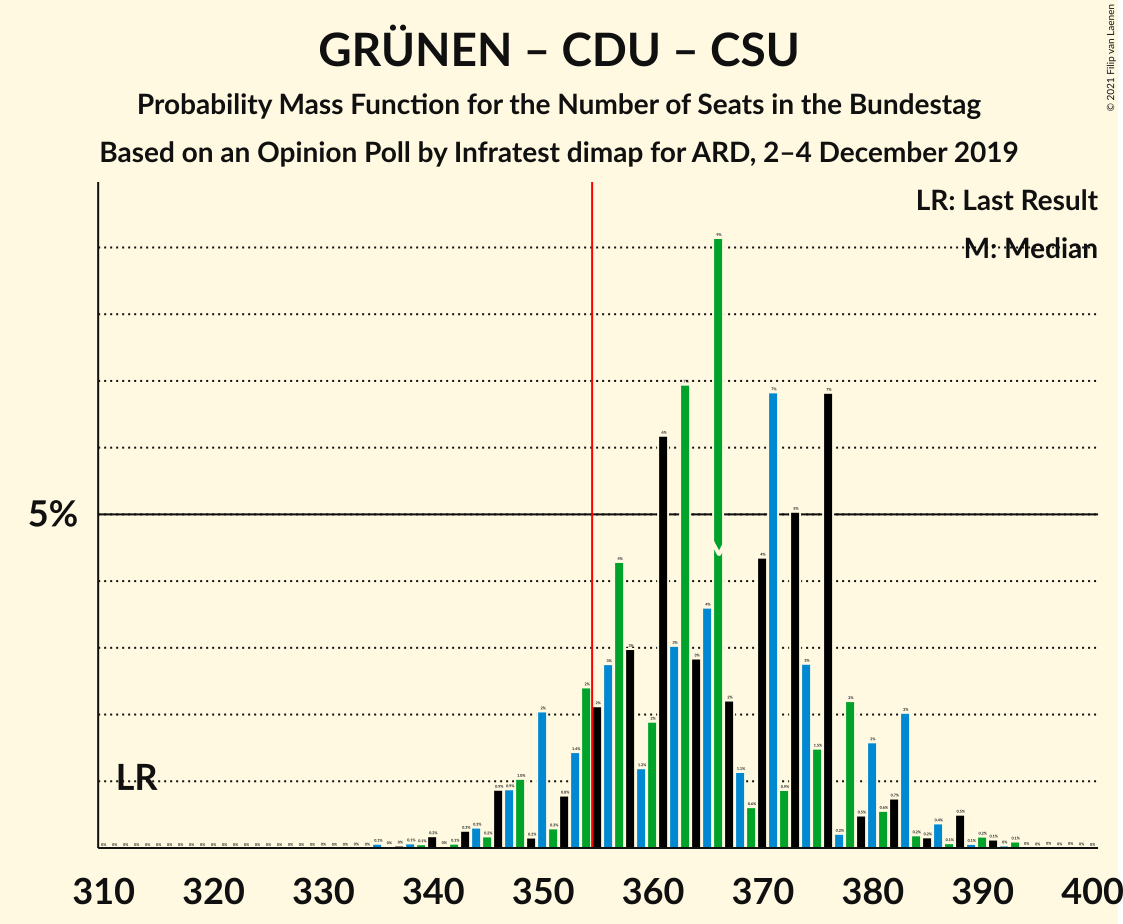 GRÜNEN – CDU – CSU
Probability Mass Function for the Number of Seats in the Bundestag
Based on an Opinion Poll by Infratest dimap for ARD, 2–4 December 2019
© 2021 Filip van Laenen
LR: Last Result
M: Median
5%
LR
M
310 320 330 340 350 360 370 380 390 400